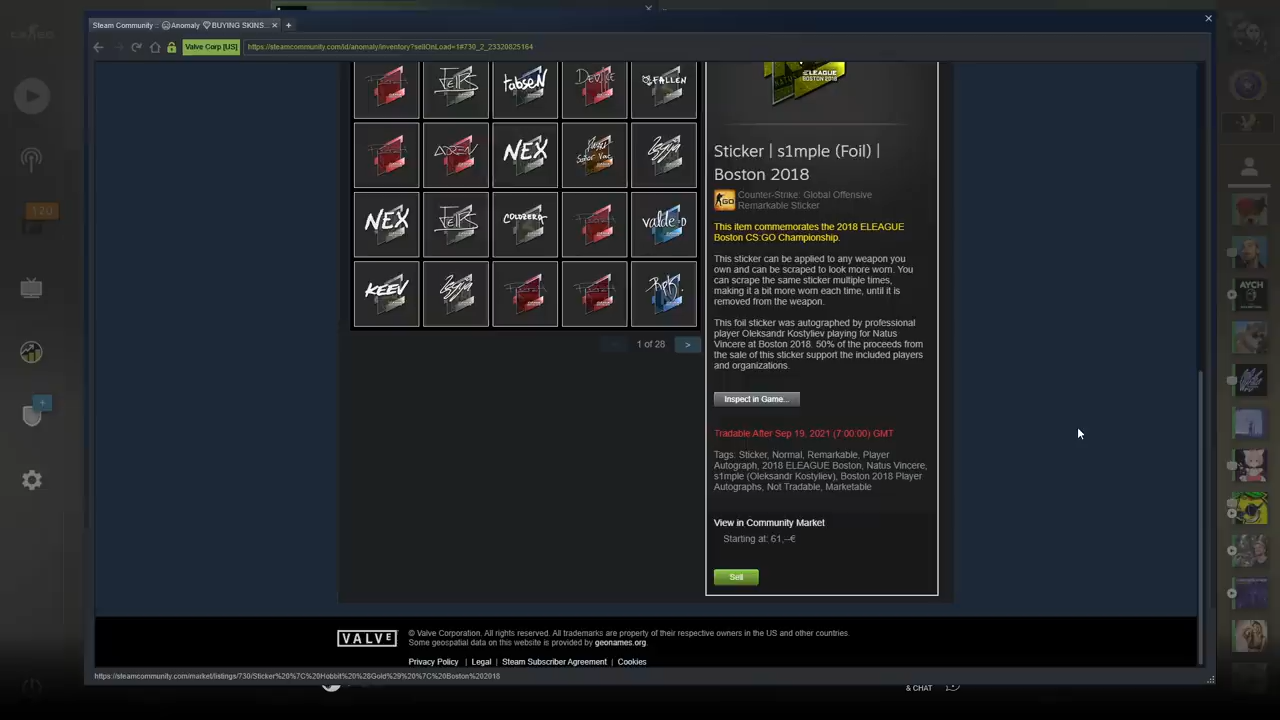 Steam Community :: Anomaly BUYING SKINS...
Valve Corp [US]
https://steamcommunity.com/id/anomaly/inventory?sellOnLoad=1#730_2_23320825164
ELEAGUE
BOSTON 2018
tabseN
FALLEN
NEX
NEX
COLDZERA
valde
KEEV
1 of 28
>
Sticker | s1mple (Foil) |
Boston 2018
GO
Counter-Strike: Global Offensive
Remarkable Sticker
This item commemorates the 2018 ELEAGUE
Boston CS:GO Championship.
This sticker can be applied to any weapon you
own and can be scraped to look more worn. You
can scrape the same sticker multiple times,
making it a bit more worn each time, until it is
removed from the weapon.
This foil sticker was autographed by professional
player Oleksandr Kostyliev playing for Natus
Vincere at Boston 2018. 50% of the proceeds from
the sale of this sticker support the included players
and organizations.
Inspect in Game...
Tradable After Sep 19, 2021 (7:00:00) GMT
Tags: Sticker, Normal, Remarkable, Player
Autograph, 2018 ELEAGUE Boston, Natus Vincere,
s1mple (Oleksandr Kostyliev), Boston 2018 Player
Autographs, Not Tradable, Marketable
View in Community Market
Starting at: 61,--€
Sell
VALVE
© Valve Corporation. All rights reserved. All trademarks are property of their respective owners in the US and other countries.
Some geospatial data on this website is provided by geonames.org.
Privacy Policy | Legal | Steam Subscriber Agreement | Cookies
https://steamcommunity.com/market/listings/730/Sticker%20%7C%20Hobbit%20%28Gold%29%20%7C%20Boston%202018
& CHAT
120
AYCH